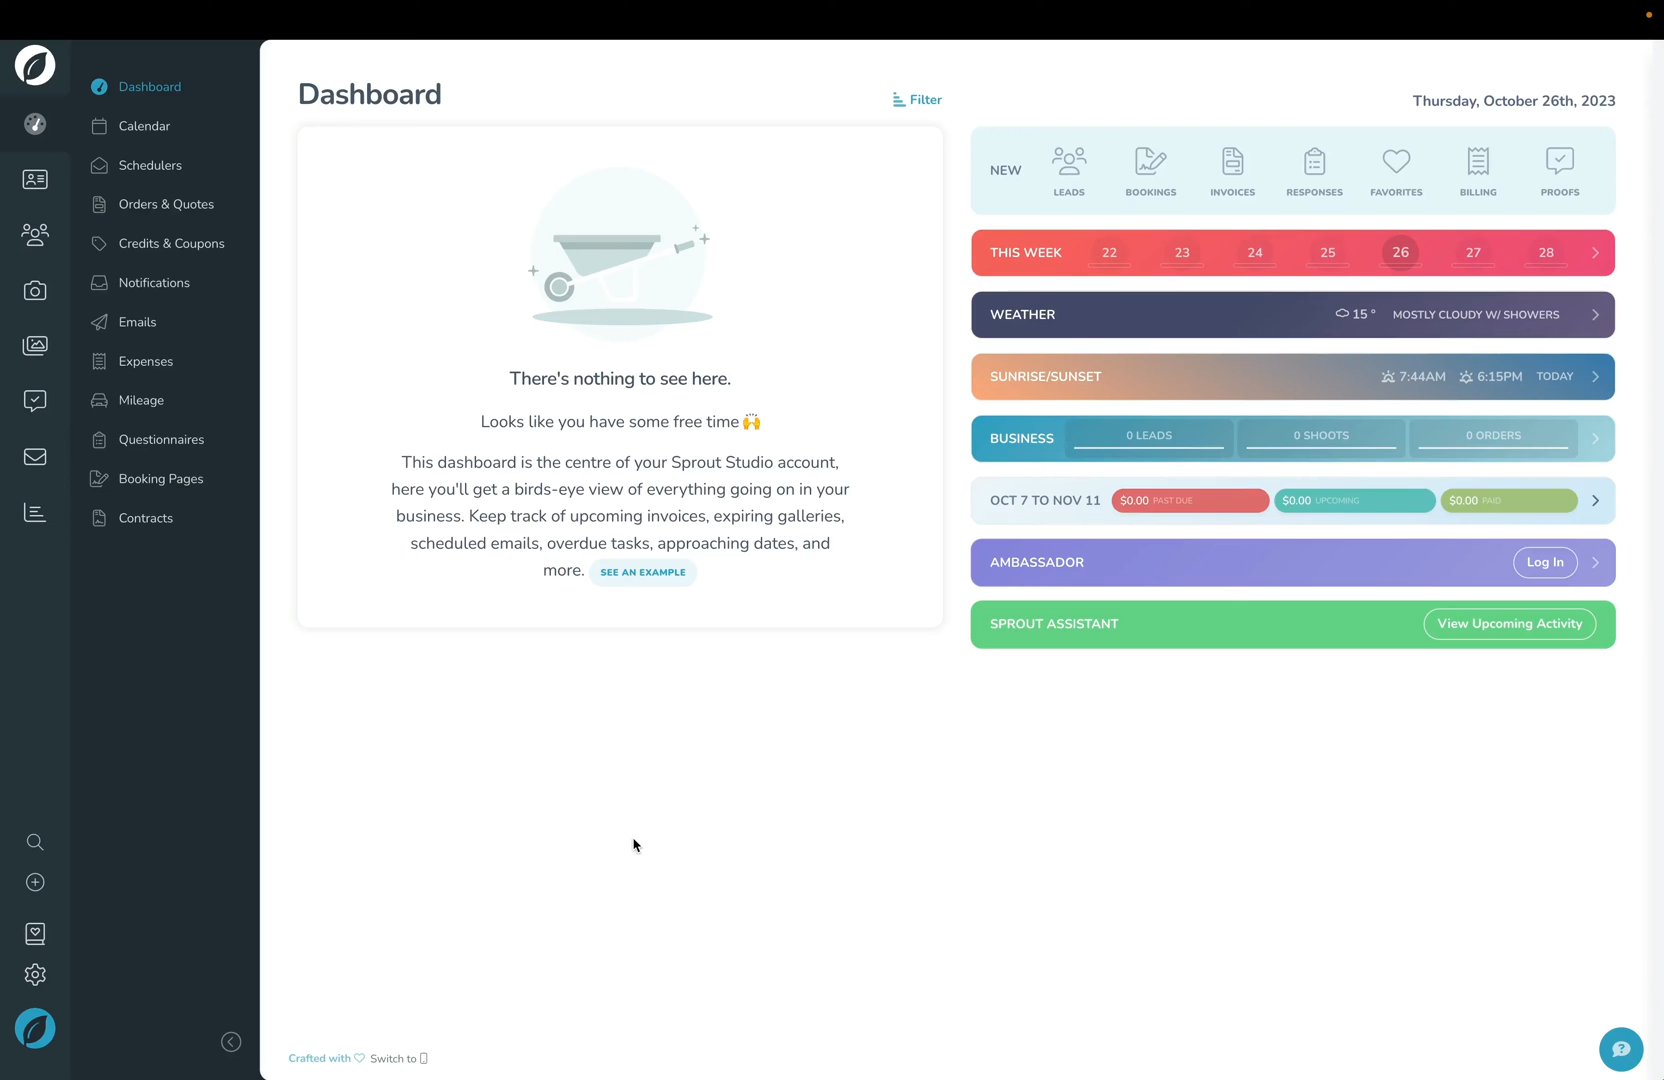 Dashboard
Calendar
Schedulers
Orders & Quotes
Credits & Coupons
Notifications
Emails
Expenses
Mileage
Questionnaires
Booking Pages
Contracts
Dashboard
Filter
There's nothing to see here.
Looks like you have some free time 🙌
This dashboard is the centre of your Sprout Studio account,
here you'll get a birds-eye view of everything going on in your
business. Keep track of upcoming invoices, expiring galleries,
scheduled emails, overdue tasks, approaching dates, and
more. SEE AN EXAMPLE
Thursday, October 26th, 2023
NEW LEADS BOOKINGS INVOICES RESPONSES FAVORITES BILLING PROOFS
THIS WEEK 22 23 24 25 26 27 28
WEATHER 15 ° MOSTLY CLOUDY W/ SHOWERS
SUNRISE/SUNSET 7:44AM 6:15PM TODAY
BUSINESS 0 LEADS 0 SHOOTS 0 ORDERS
OCT 7 TO NOV 11 $0.00 PAST DUE $0.00 UPCOMING $0.00 PAID
AMBASSADOR Log In
SPROUT ASSISTANT View Upcoming Activity
Crafted with ♡ Switch to